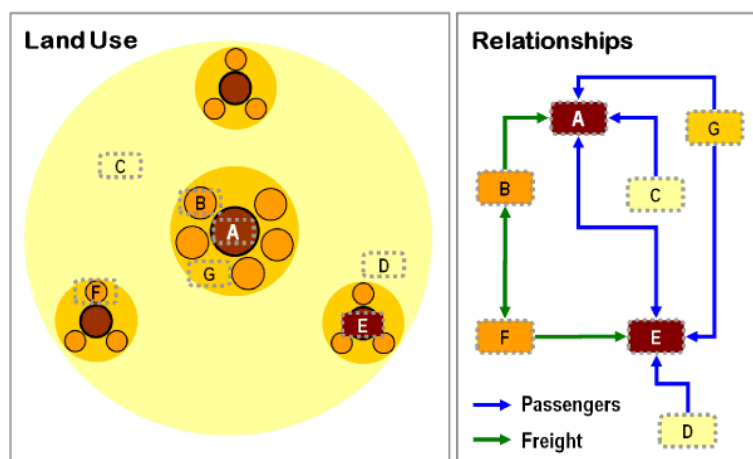 Land Use
C
B
A
G
D
F
E
Relationships
A
G
B
C
F
E
D
Passengers
Freight